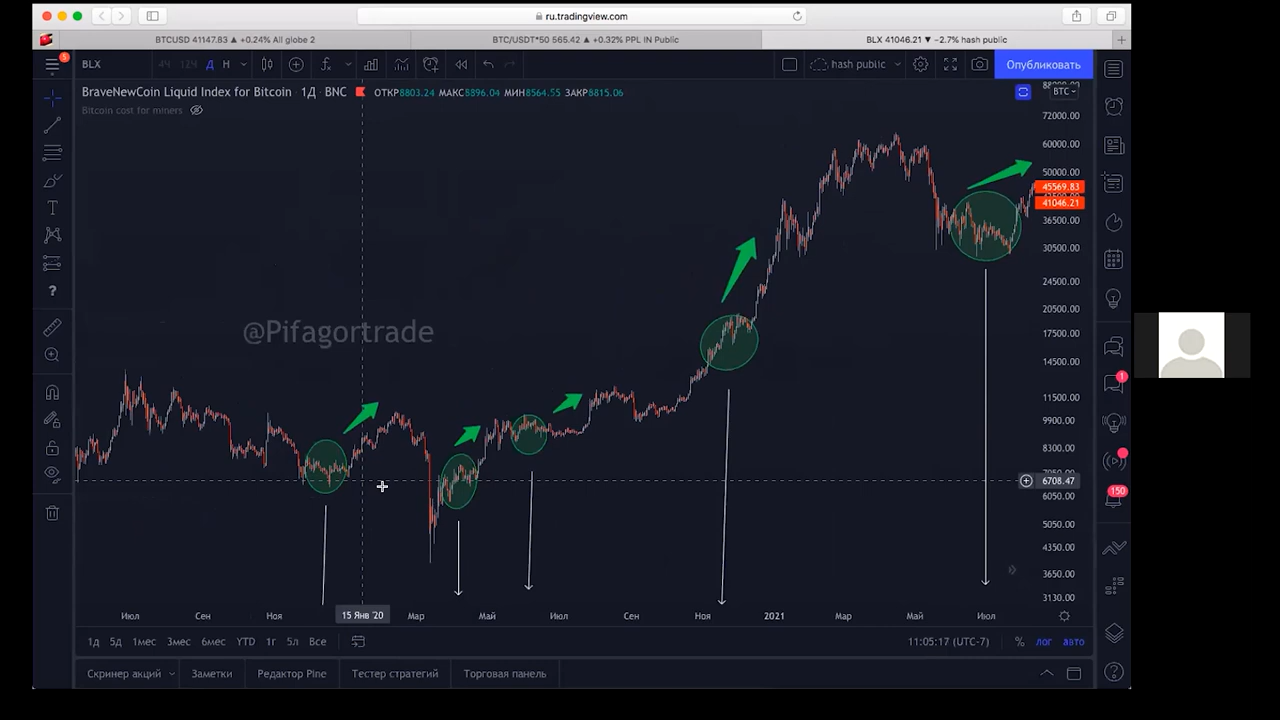 ru.tradingview.com
BTCUSD 41147.83 ▲ +0.24% All globe 2
BTC/USDT*50 565.42 ▲ +0.32% PPL IN Public
BLX 41046.21 ▼ −2.7% hash public
5
BLX
4Ч 12Ч Д Н
hash public
Опубликовать
BraveNewCoin Liquid Index for Bitcoin · 1Д · BNC
ОТКР8803.24 МАКС8896.04 МИН8564.55 ЗАКР8815.06
BTC
Bitcoin cost for miners
72000.00
60000.00
50000.00
45569.83
41046.21
36500.00
30500.00
24500.00
20500.00
17500.00
14500.00
11500.00
9900.00
8300.00
6708.47
6050.00
5050.00
4350.00
3650.00
3130.00
@Pifagortrade
1
150
Июл Сен Ноя 15 Янв '20 Мар Май Июл Сен Ноя 2021 Мар Май Июл
1д 5д 1мес 3мес 6мес YTD 1г 5л Все
11:05:17 (UTC-7) % лог авто
Скринер акций Заметки Редактор Pine Тестер стратегий Торговая панель